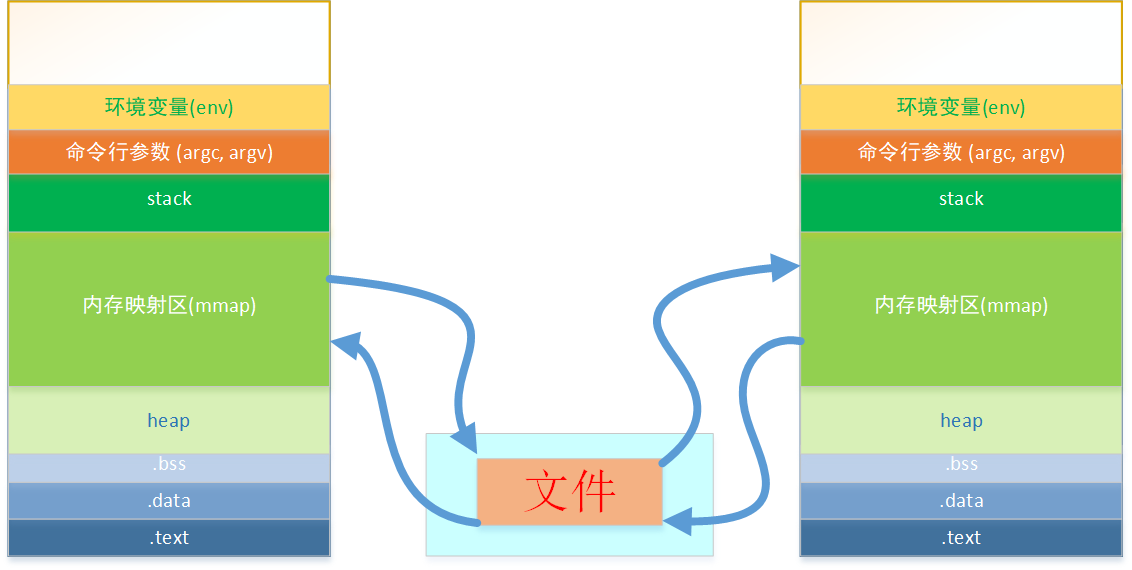 环境变量(env)
命令行参数 (argc, argv)
stack
内存映射区(mmap)
heap
.bss
.data
.text
文件
环境变量(env)
命令行参数 (argc, argv)
stack
内存映射区(mmap)
heap
.bss
.data
.text